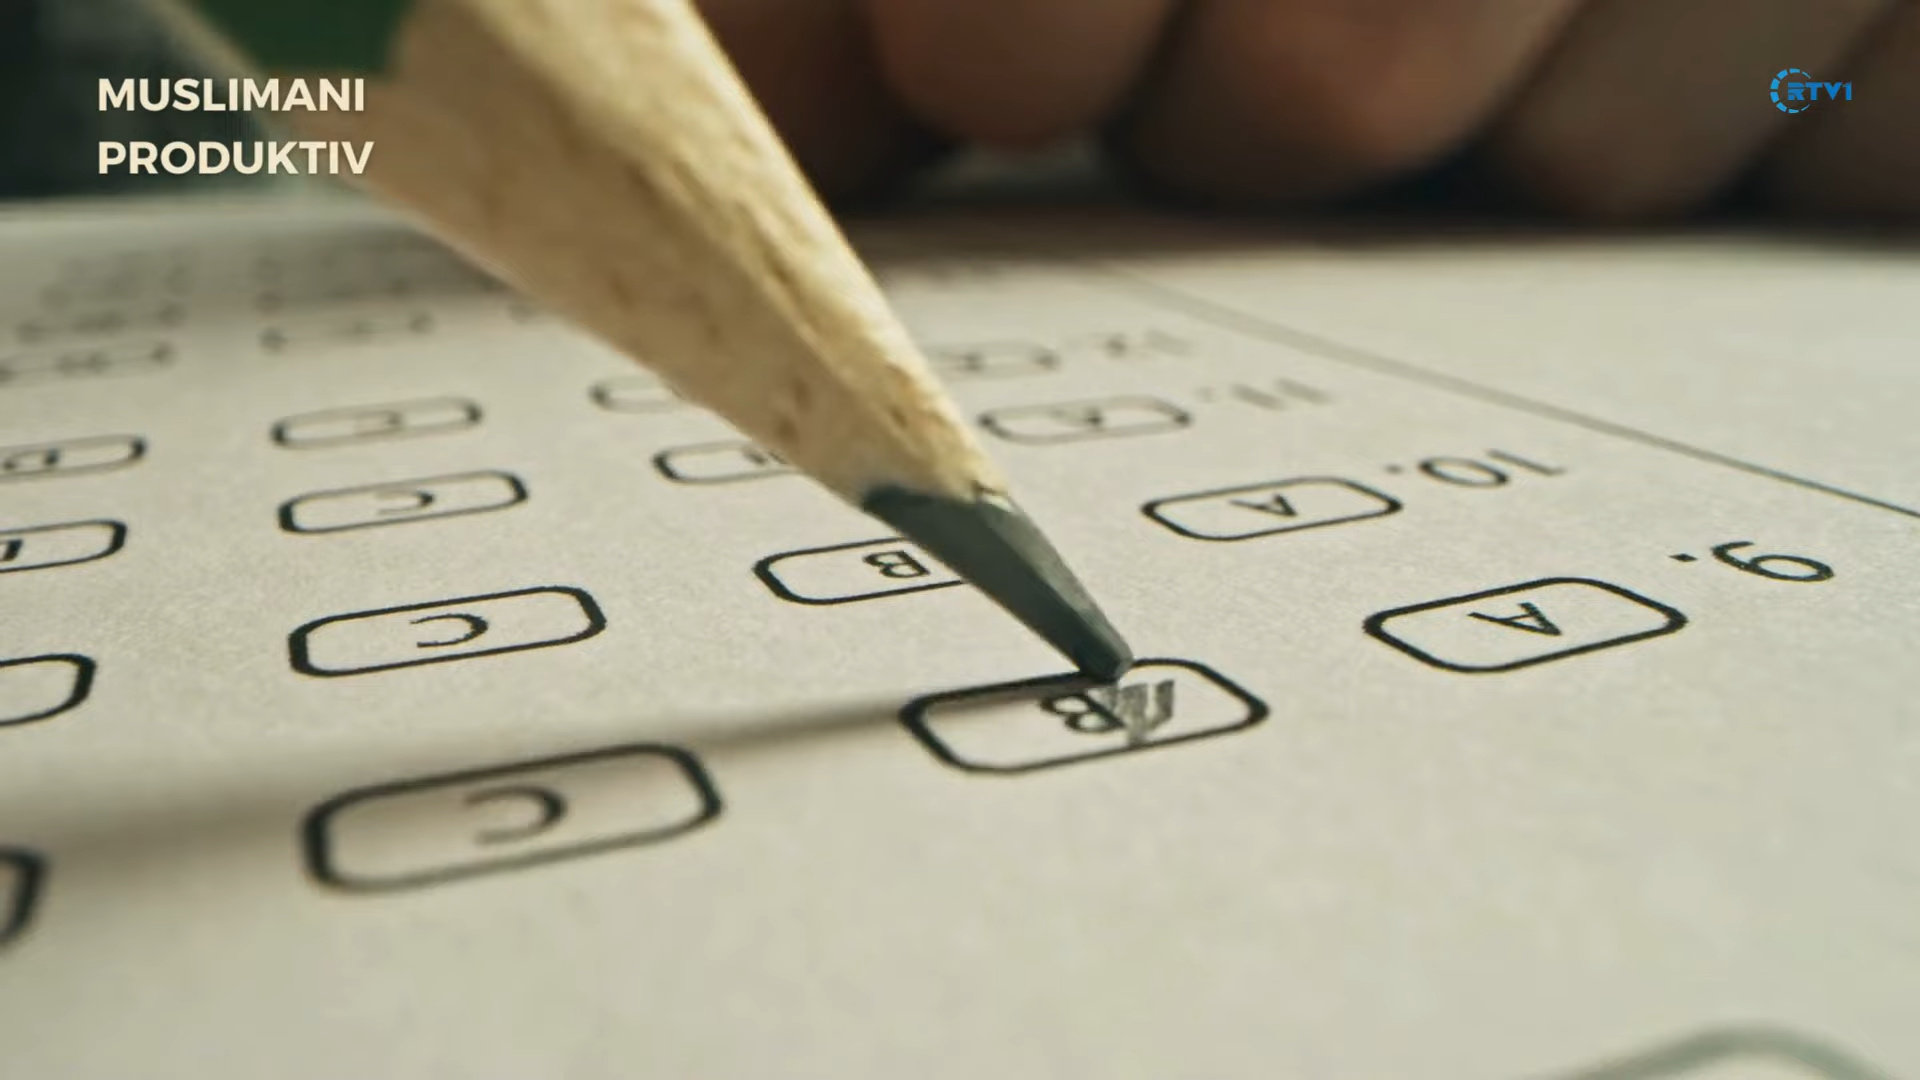 MUSLIMANI
PRODUKTIV
RTV1
9. A B C
10. A B C
11. A